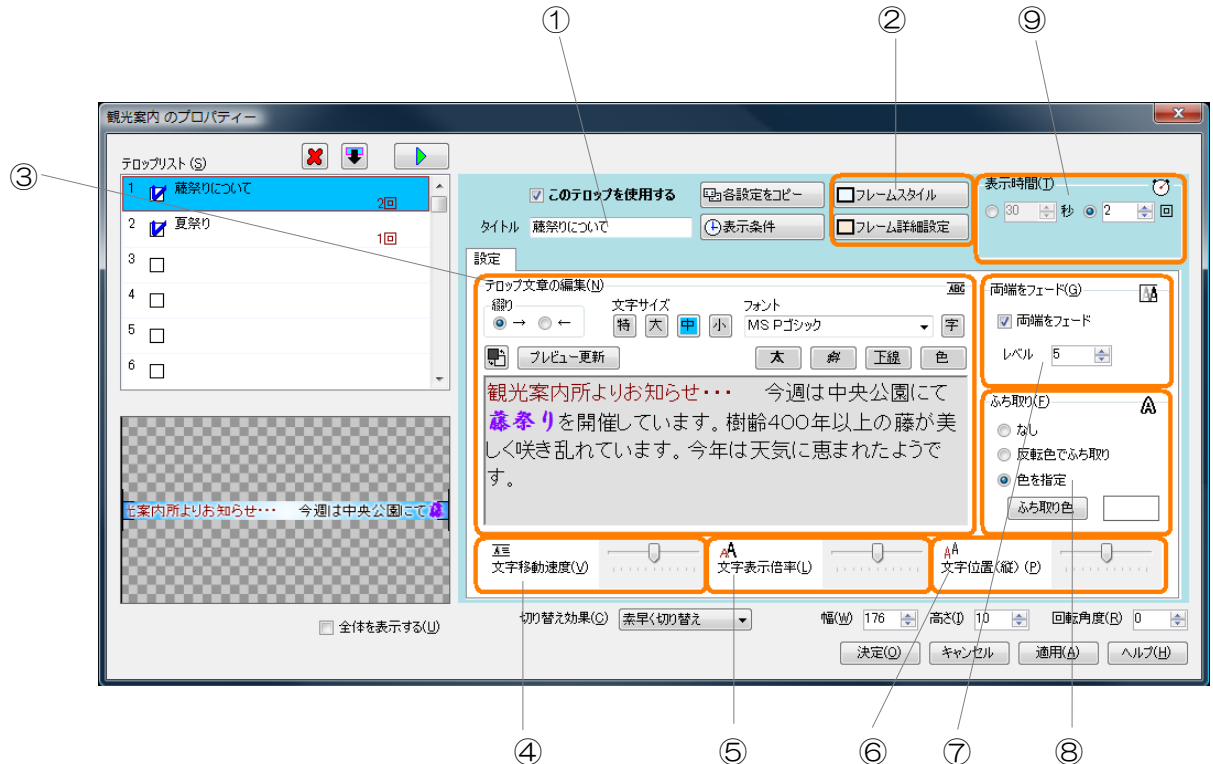 ①
②
⑨
観光案内 のプロパティー
③
テロップリスト(S)
1 藤祭りについて
2回
2 夏祭り
1回
3
4
5
6
このテロップを使用する
各設定をコピー
フレームスタイル
タイトル 藤祭りについて
表示条件
フレーム詳細設定
表示時間(T)
30 秒 2 回
設定
テロップ文章の編集(N)
ABC
綴り
→ ←
文字サイズ
特 大 中 小
フォント
MS Pゴシック
字
プレビュー更新
太 斜 下線 色
観光案内所よりお知らせ・・・　今週は中央公園にて
藤祭りを開催しています。樹齢400年以上の藤が美
しく咲き乱れています。今年は天気に恵まれたようで
す。
両端をフェード(G)
AA
両端をフェード
レベル 5
ふち取り(F)
A
なし
反転色でふち取り
色を指定
ふち取り色
光案内所よりお知らせ・・・　今週は中央公園にて藤
文字移動速度(V)
AA
文字表示倍率(L)
AA
文字位置(縦)(P)
全体を表示する(U)
切り替え効果(C) 素早く切り替え
幅(W) 176 高さ(I) 10 回転角度(R) 0
決定(O) キャンセル 適用(A) ヘルプ(H)
④
⑤
⑥
⑦
⑧